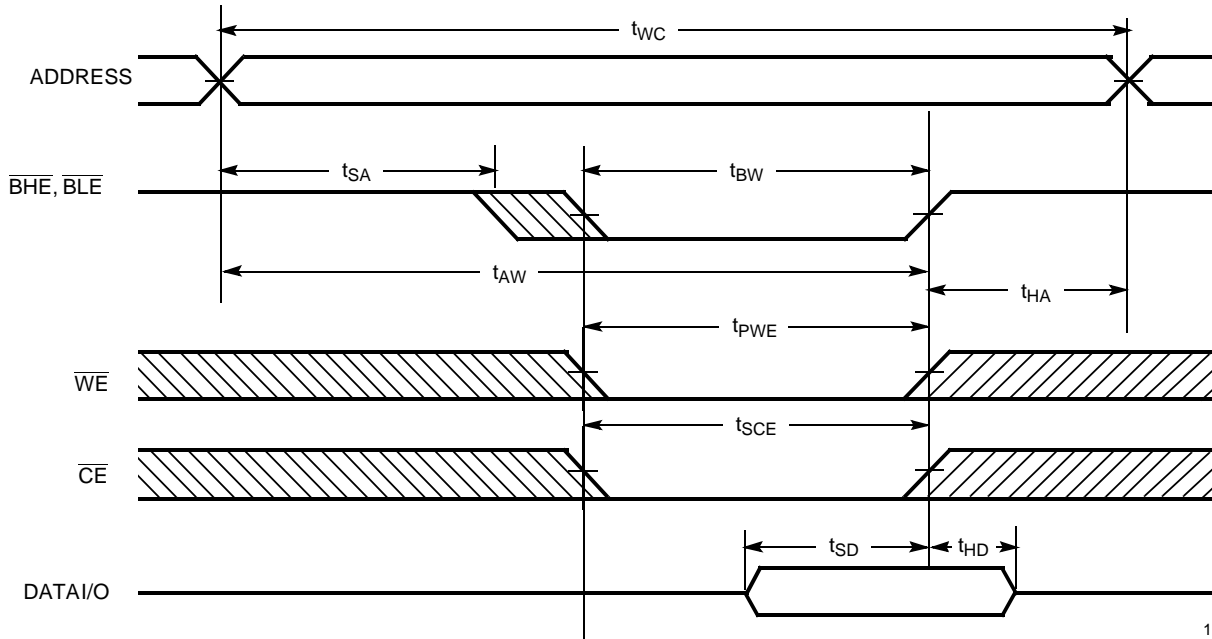 tWC
ADDRESS
tSA
tBW
BHE, BLE
tAW
tHA
tPWE
WE
tSCE
CE
tSD
tHD
DATAI/O
1